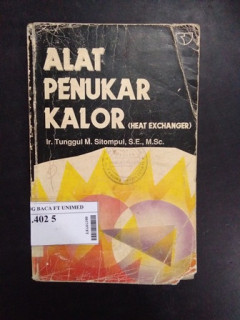 ALAT
PENUKAR
KALOR (HEAT EXCHANGER)
Ir. Tunggul M. Sitompul, S.E., M.Sc.
G BACA FT UNIMED
.402 5